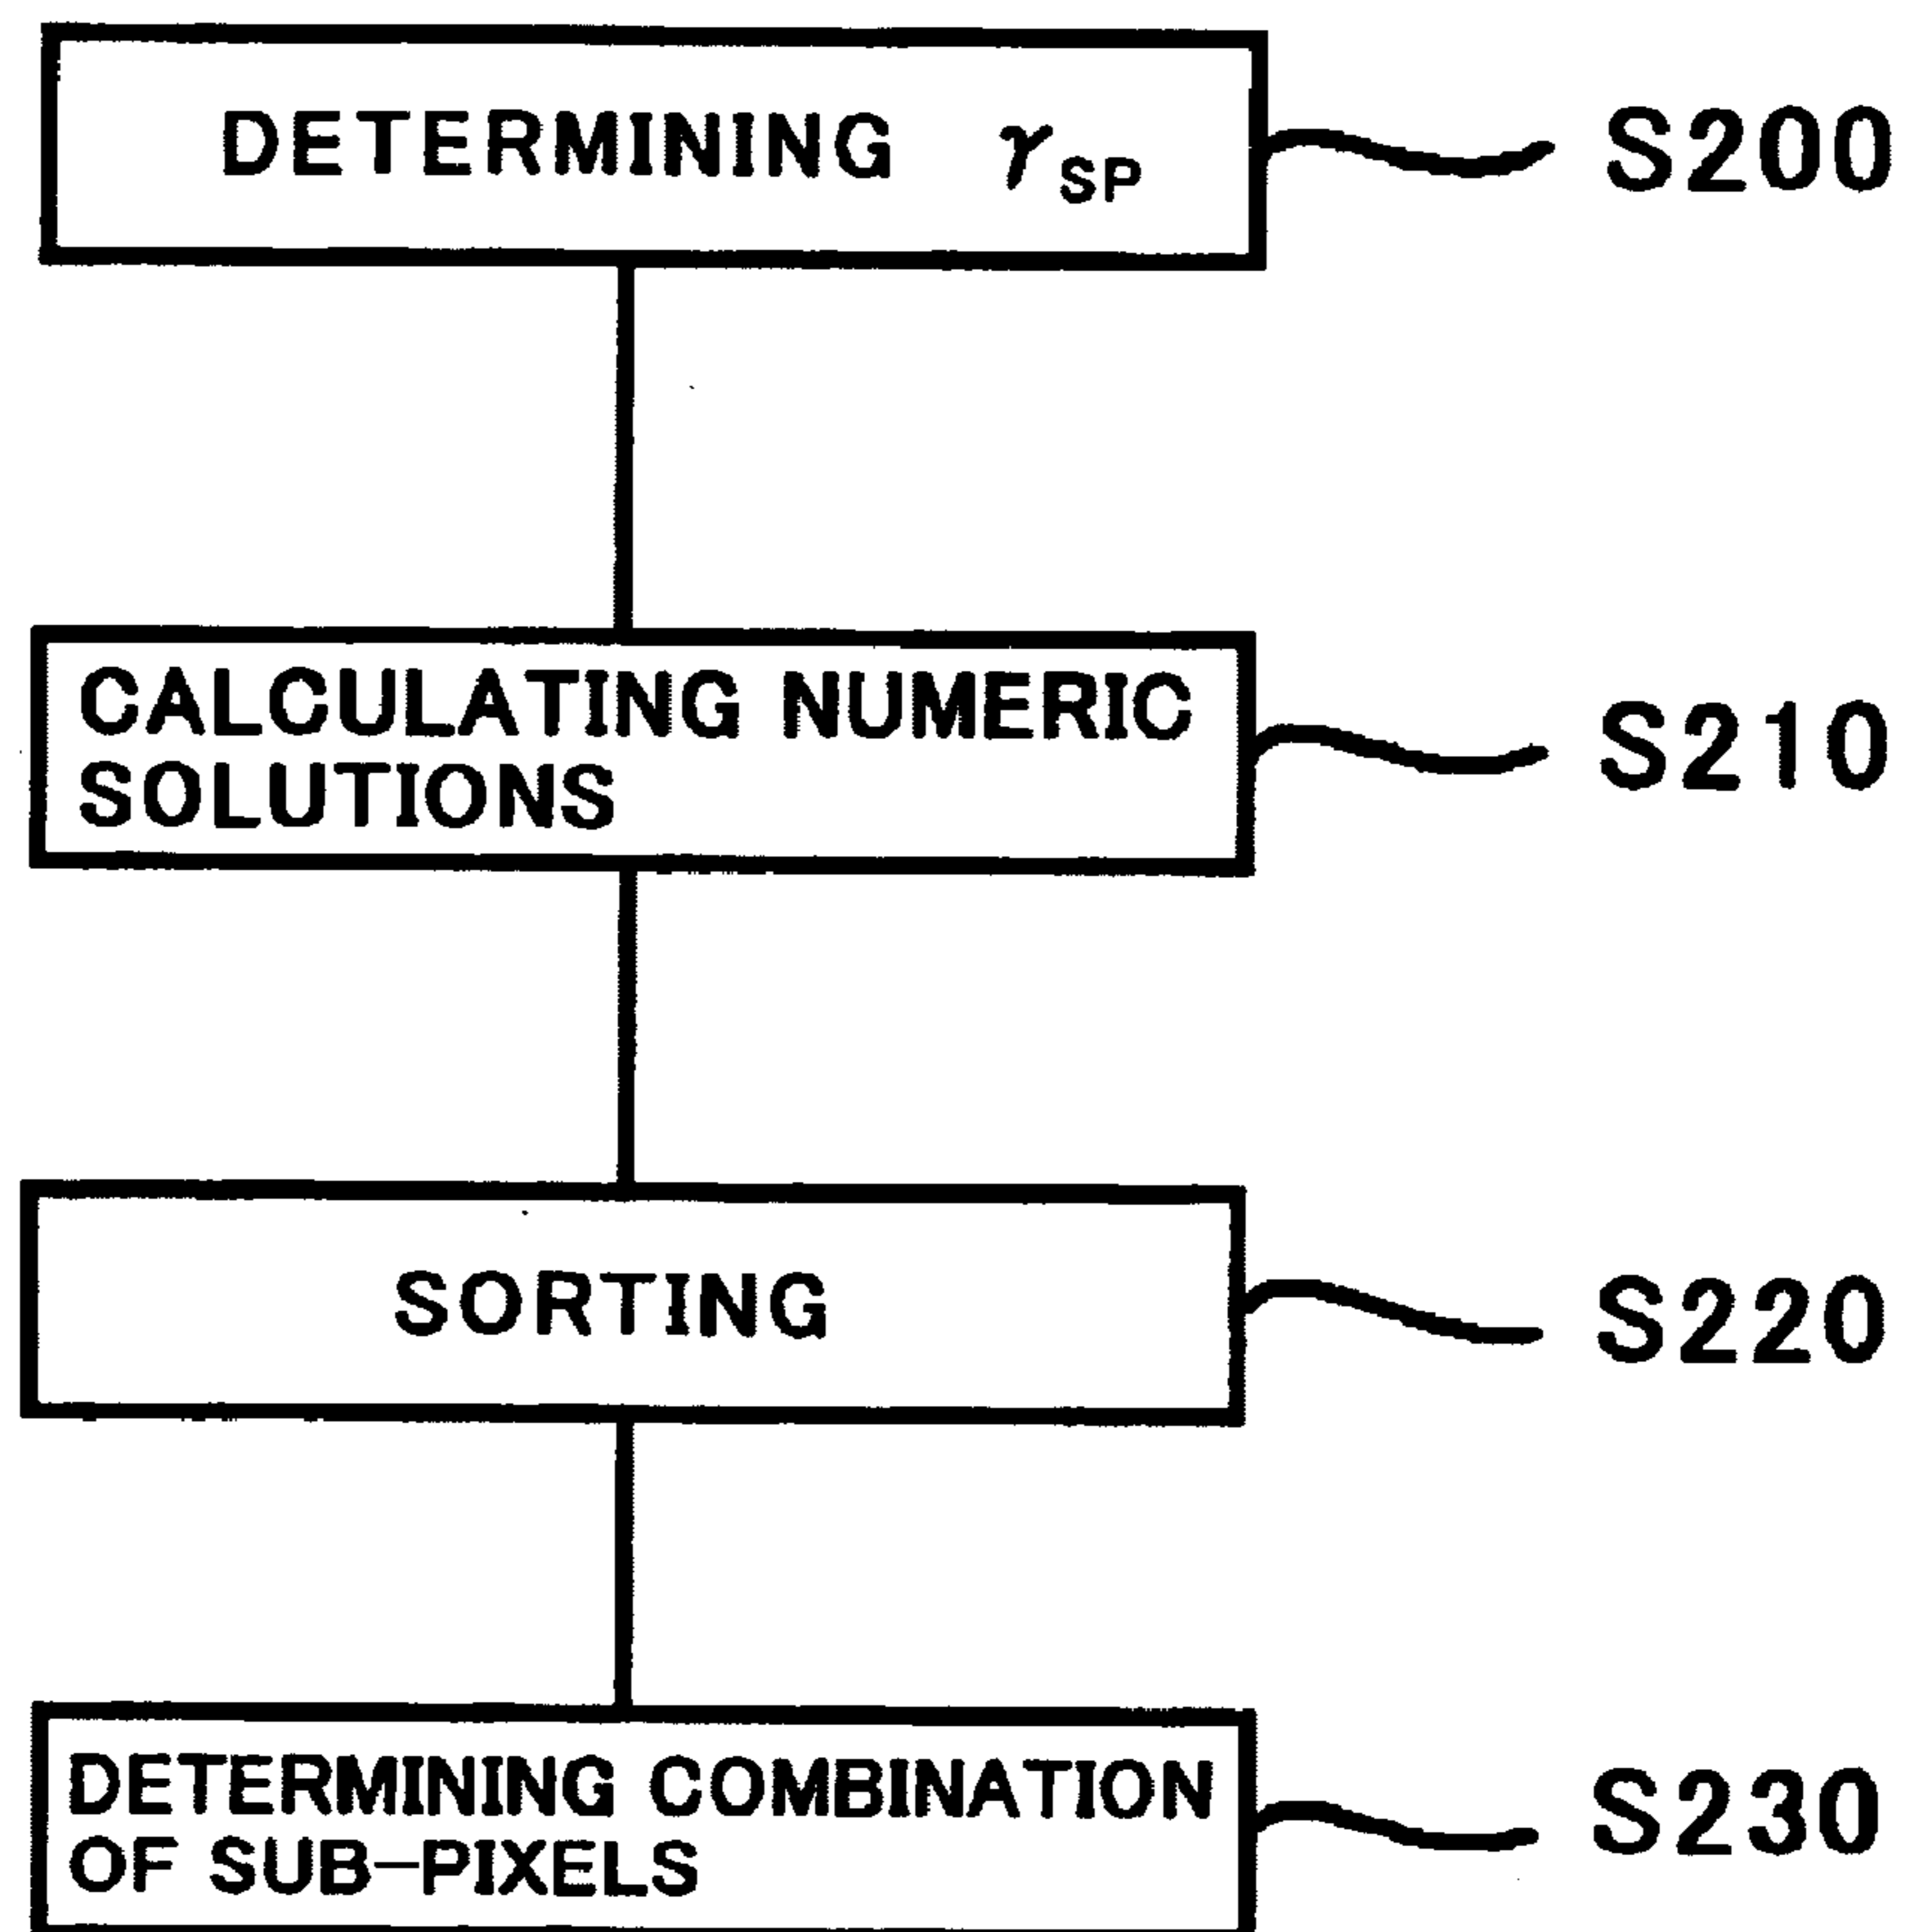 DETERMINING γSP
S200
CALCULATING NUMERIC
SOLUTIONS
S210
SORTING
S220
DETERMINING COMBINATION
OF SUB-PIXELS
S230